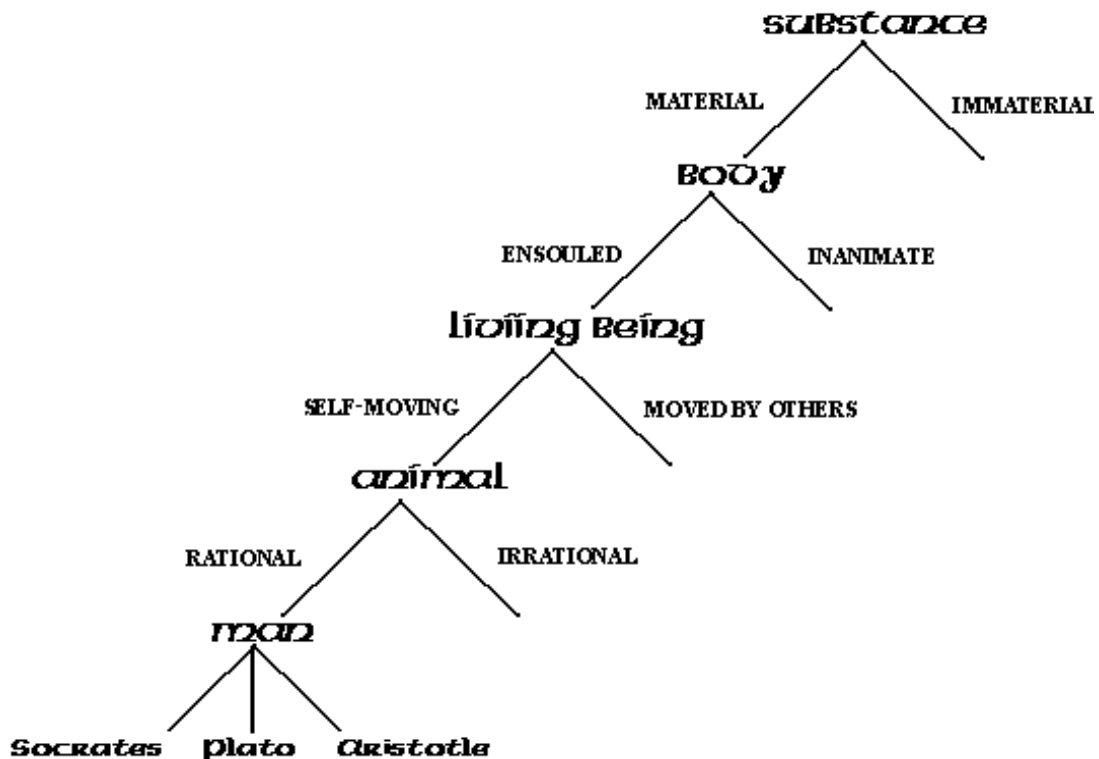 SUBSTANCE
MATERIAL IMMATERIAL
BODY
ENSOULED INANIMATE
LIVIING BEING
SELF-MOVING MOVED BY OTHERS
ANIMAL
RATIONAL IRRATIONAL
MAN
SOCRATES PLATO ARISTOTLE